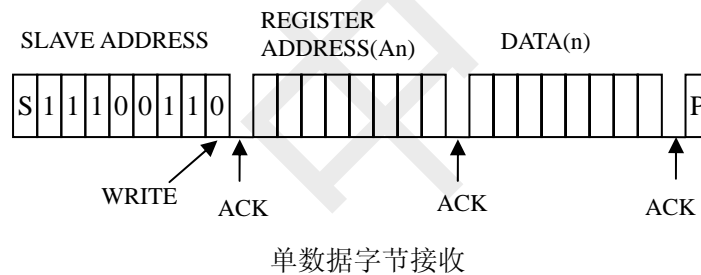 REGISTER
SLAVE ADDRESS
ADDRESS(An)
DATA(n)
S 1 1 1 0 0 1 1 0
P
WRITE
ACK
ACK
ACK
单数据字节接收